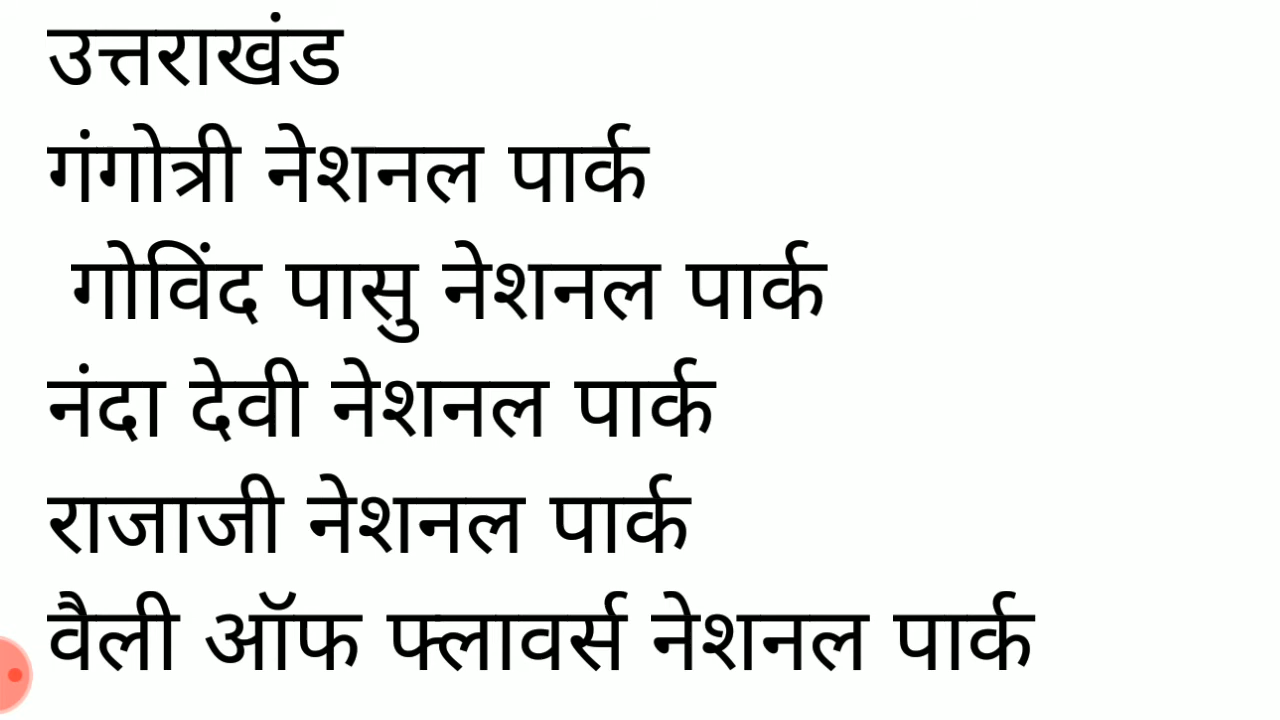 उत्तराखंड
गंगोत्री नेशनल पार्क
गोविंद पासु नेशनल पार्क
नंदा देवी नेशनल पार्क
राजाजी नेशनल पार्क
वैली ऑफ फ्लावर्स नेशनल पार्क